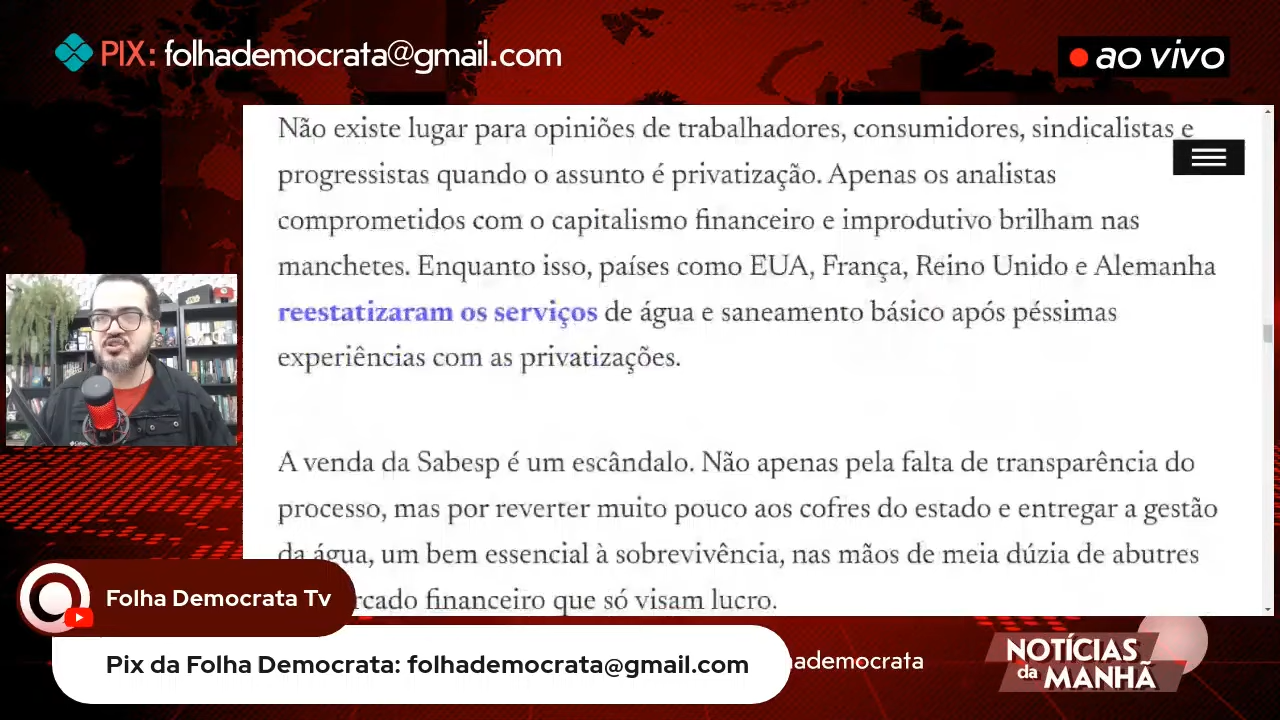 PIX: folhademocrata@gmail.com
ao vivo
Não existe lugar para opiniões de trabalhadores, consumidores, sindicalistas e
progressistas quando o assunto é privatização. Apenas os analistas
comprometidos com o capitalismo financeiro e improdutivo brilham nas
manchetes. Enquanto isso, países como EUA, França, Reino Unido e Alemanha
reestatizaram os serviços de água e saneamento básico após péssimas
experiências com as privatizações.
A venda da Sabesp é um escândalo. Não apenas pela falta de transparência do
processo, mas por reverter muito pouco aos cofres do estado e entregar a gestão
da água, um bem essencial à sobrevivência, nas mãos de meia dúzia de abutres
rcado financeiro que só visam lucro.
Folha Democrata Tv
Pix da Folha Democrata: folhademocrata@gmail.com
hademocrata
NOTÍCIAS
da MANHÃ